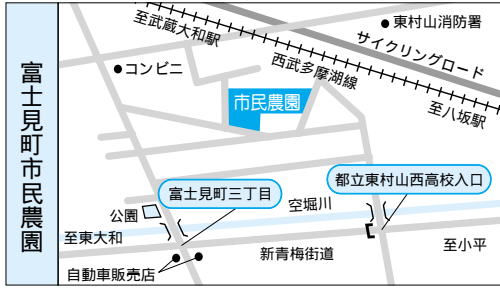 富士見町市民農園
至武蔵大和駅
東村山消防署
サイクリングロード
コンビニ
西武多摩湖線
市民農園
至八坂駅
都立東村山西高校入口
富士見町三丁目
公園
空堀川
至東大和
新青梅街道
至小平
自動車販売店